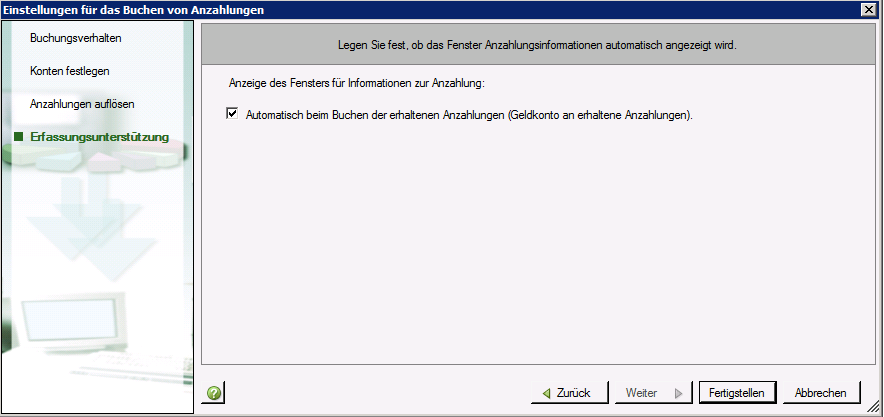 Einstellungen für das Buchen von Anzahlungen
Buchungsverhalten
Konten festlegen
Anzahlungen auflösen
Erfassungsunterstützung
Legen Sie fest, ob das Fenster Anzahlungsinformationen automatisch angezeigt wird.
Anzeige des Fensters für Informationen zur Anzahlung:
Automatisch beim Buchen der erhaltenen Anzahlungen (Geldkonto an erhaltene Anzahlungen).
? Zurück Weiter Fertigstellen Abbrechen